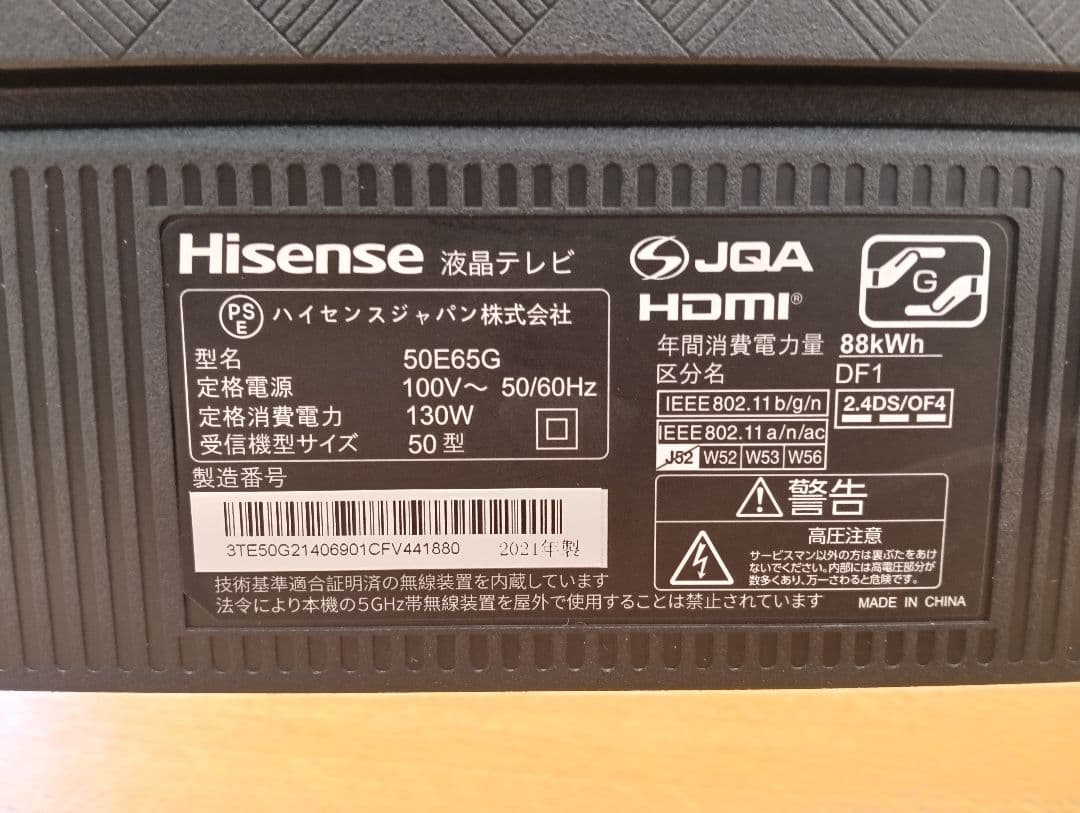 Hisense 液晶テレビ
PS
E
ハイセンスジャパン株式会社
型名 50E65G
定格電源 100V～ 50/60Hz
定格消費電力 130W
受信機型サイズ 50型
製造番号
3TE50G21406901CFV441880 2021年製
JQA
HDMI®
G
年間消費電力量 88kWh
区分名 DF1
IEEE802.11b/g/n 2.4DS/OF4
IEEE802.11a/n/ac
J52 W52 W53 W56
警告
高圧注意
サービスマン以外の方は裏ぶたをあけ
ないでください。内部には高電圧部分が
数多くあり、万一さわると危険です。
技術基準適合証明済の無線装置を内蔵しています
法令により本機の5GHz帯無線装置を屋外で使用することは禁止されています
MADE IN CHINA